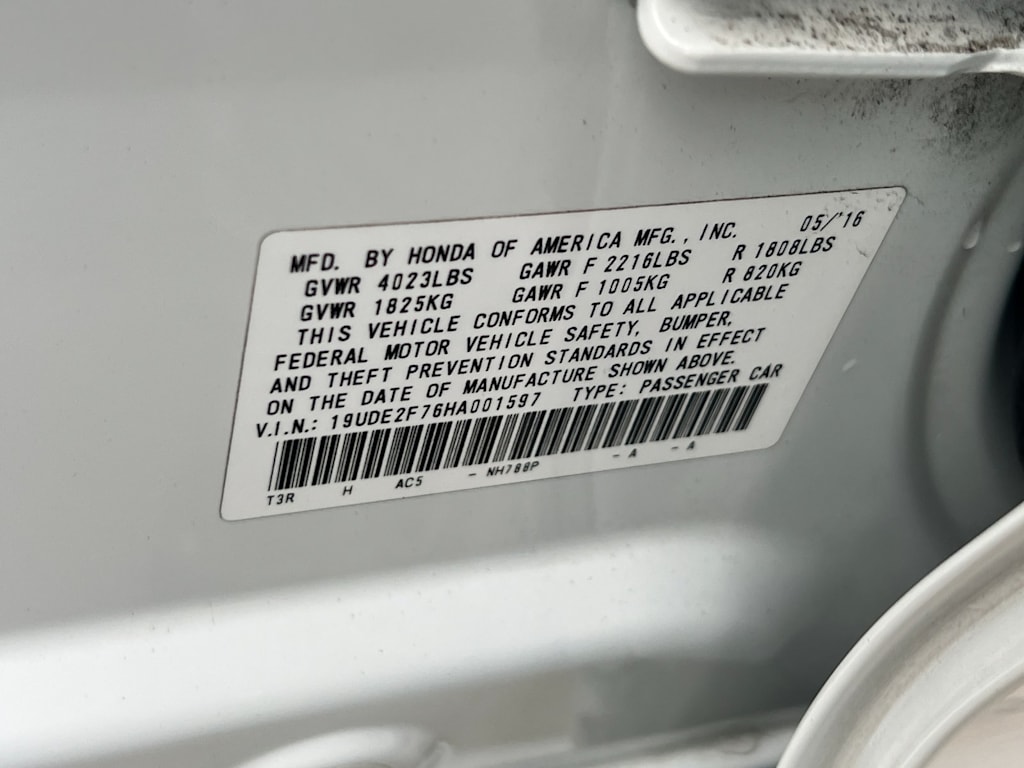 MFD. BY HONDA OF AMERICA MFG., INC. 05/'16
GVWR 4023LBS GAWR F 2216LBS R 1808LBS
GVWR 1825KG GAWR F 1005KG R 820KG
THIS VEHICLE CONFORMS TO ALL APPLICABLE
FEDERAL MOTOR VEHICLE SAFETY, BUMPER,
AND THEFT PREVENTION STANDARDS IN EFFECT
ON THE DATE OF MANUFACTURE SHOWN ABOVE.
V.I.N.: 19UDE2F76HA001597 TYPE: PASSENGER CAR
T3R H AC5 - NH788P - A - A